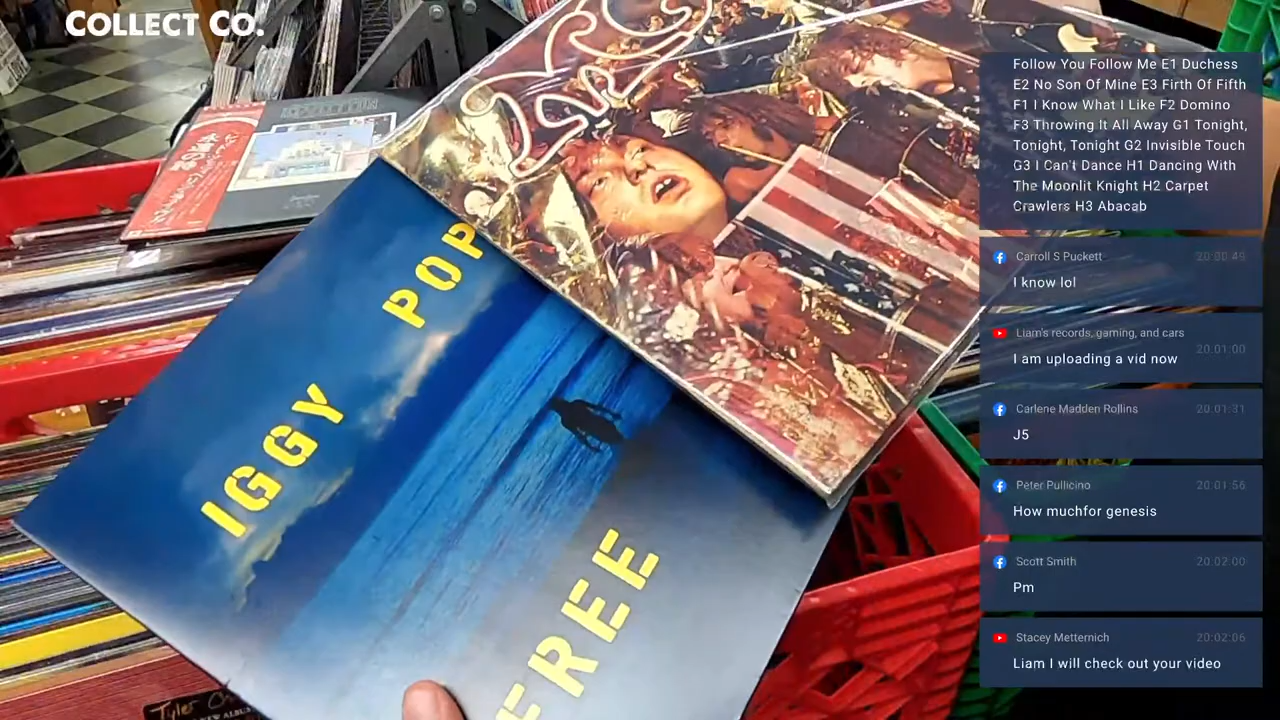 COLLECT CO.
IGGY POP
FREE
Tyler
Follow You Follow Me E1 Duchess
E2 No Son Of Mine E3 Firth Of Fifth
F1 I Know What I Like F2 Domino
F3 Throwing It All Away G1 Tonight,
Tonight, Tonight G2 Invisible Touch
G3 I Can't Dance H1 Dancing With
The Moonlit Knight H2 Carpet
Crawlers H3 Abacab
Carroll S Puckett 20:00:49
I know lol
Liam's records, gaming, and cars
20:01:00
I am uploading a vid now
Carlene Madden Rollins 20:01:31
J5
Peter Pullicino 20:01:56
How muchfor genesis
Scott Smith 20:02:00
Pm
Stacey Metternich 20:02:06
Liam I will check out your video